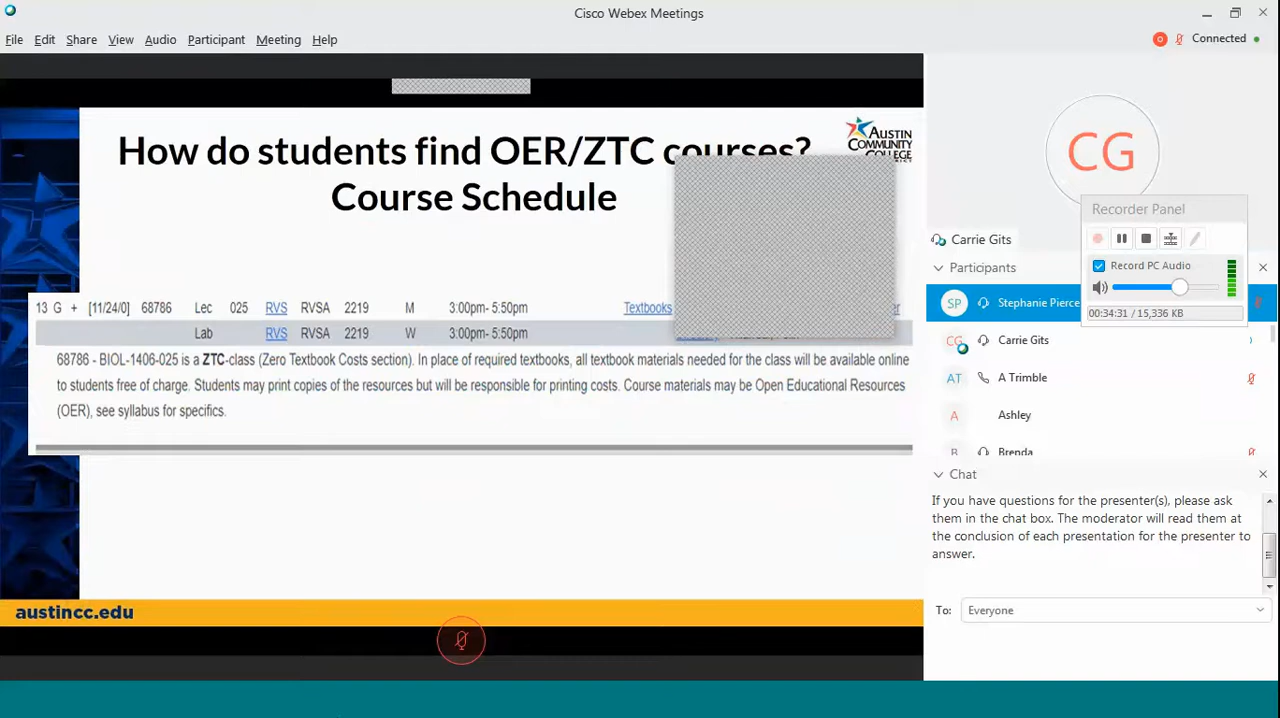 Cisco Webex Meetings
File Edit Share View Audio Participant Meeting Help
Connected
How do students find OER/ZTC courses?
Course Schedule
AUSTIN
COMMUNITY
COLLEGE
13 G + [11/24/0] 68786 Lec 025 RVS RVSA 2219 M 3:00pm- 5:50pm Textbooks
Lab RVS RVSA 2219 W 3:00pm- 5:50pm
68786 - BIOL-1406-025 is a ZTC-class (Zero Textbook Costs section). In place of required textbooks, all textbook materials needed for the class will be available online
to students free of charge. Students may print copies of the resources but will be responsible for printing costs. Course materials may be Open Educational Resources
(OER), see syllabus for specifics.
austincc.edu
CG
Carrie Gits
Recorder Panel
Record PC Audio
00:34:31 / 15,336 KB
Participants
SP Stephanie Pierce
CG Carrie Gits
AT A Trimble
A Ashley
B Brenda
Chat
If you have questions for the presenter(s), please ask
them in the chat box. The moderator will read them at
the conclusion of each presentation for the presenter to
answer.
To: Everyone